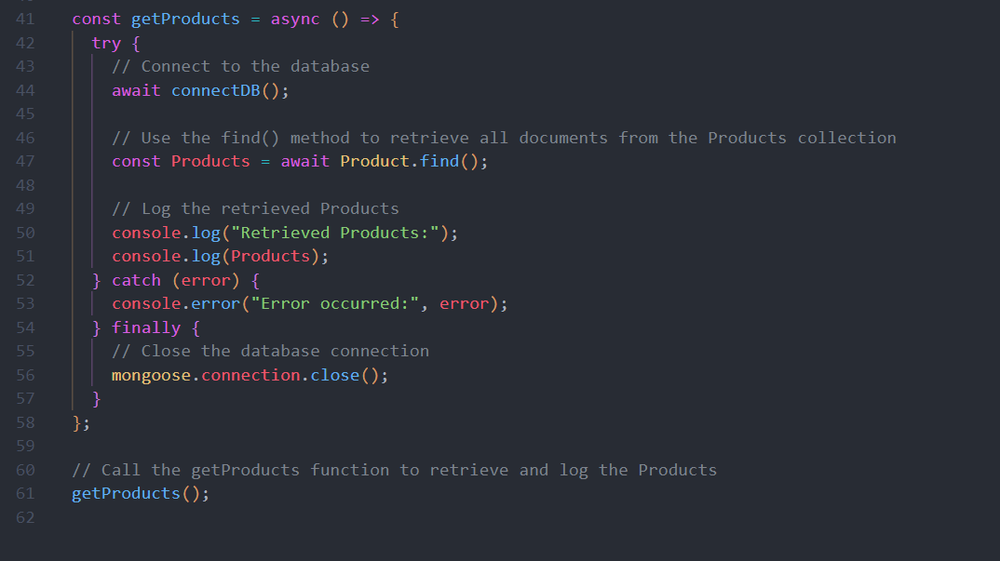 41 const getProducts = async () => {
42 try {
43 // Connect to the database
44 await connectDB();
45
46 // Use the find() method to retrieve all documents from the Products collection
47 const Products = await Product.find();
48
49 // Log the retrieved Products
50 console.log("Retrieved Products:");
51 console.log(Products);
52 } catch (error) {
53 console.error("Error occurred:", error);
54 } finally {
55 // Close the database connection
56 mongoose.connection.close();
57 }
58 };
59
60 // Call the getProducts function to retrieve and log the Products
61 getProducts();
62